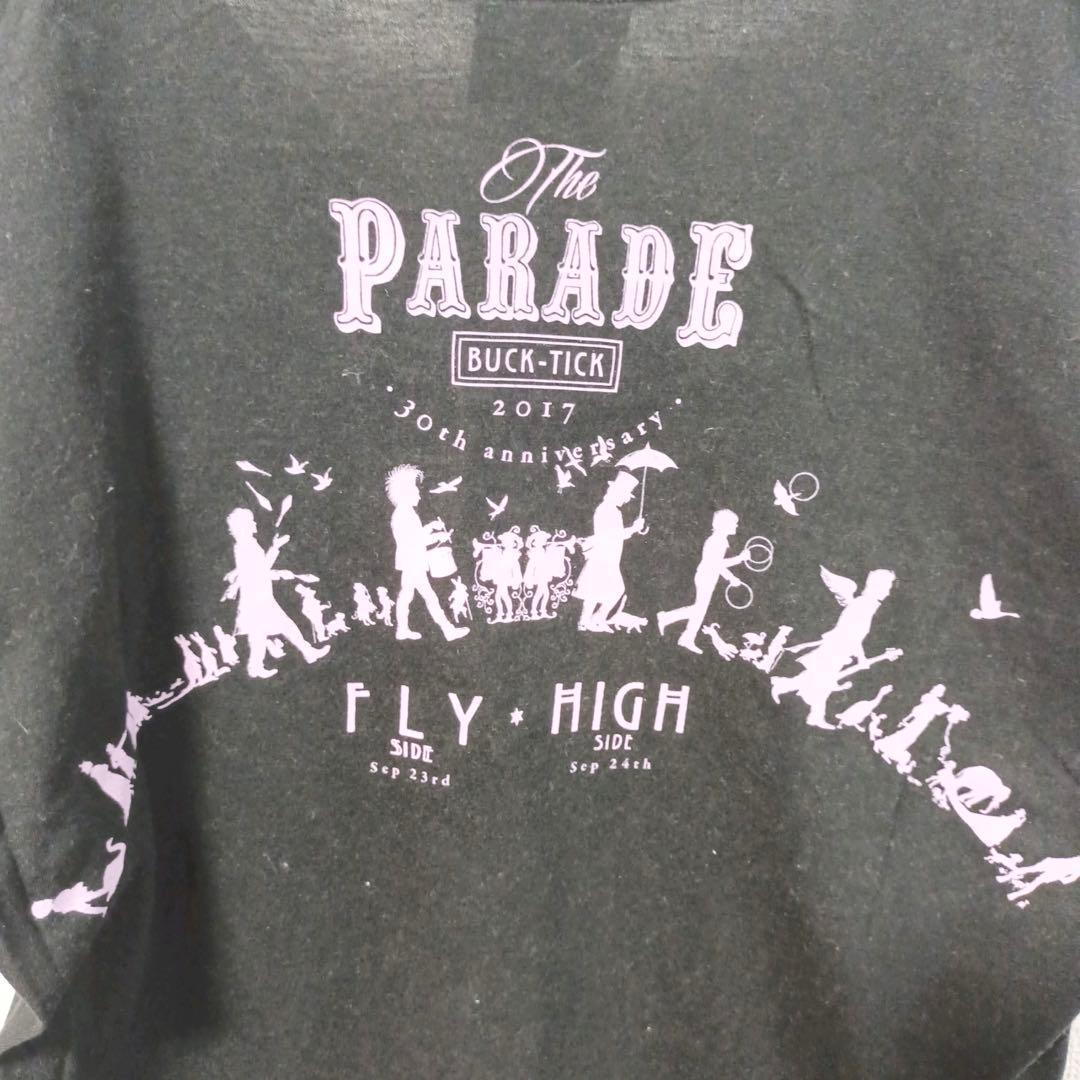 The
PARADE
BUCK-TICK
2017
・30th anniversary・
FLY * HIGH
SIDE SIDE
Sep 23rd Sep 24th